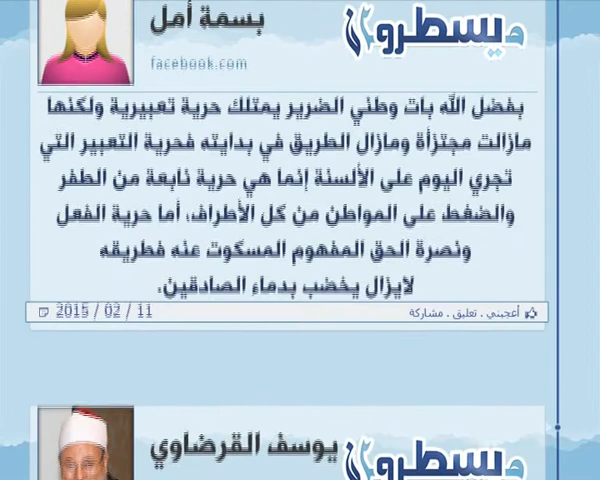 بسمة أمل
يسطرون
facebook.com
بفضل الله بات وطني الضرير يمتلك حرية تعبيرية ولكنها
مازالت مجتزأة ومازال الطريق في بدايته فحرية التعبير التي
تجري اليوم على الألسنة إنما هي حرية نابعة من الظفر
والضغط على المواطن من كل الأطراف، أما حرية الفعل
ونصرة الحق المفهوم المسكوت عنه فطريقه
لايزال يخضب بدماء الصادقين.
أعجبني . تعليق . مشاركة
2015 / 02 / 11
يوسف القرضاوي
يسطرون